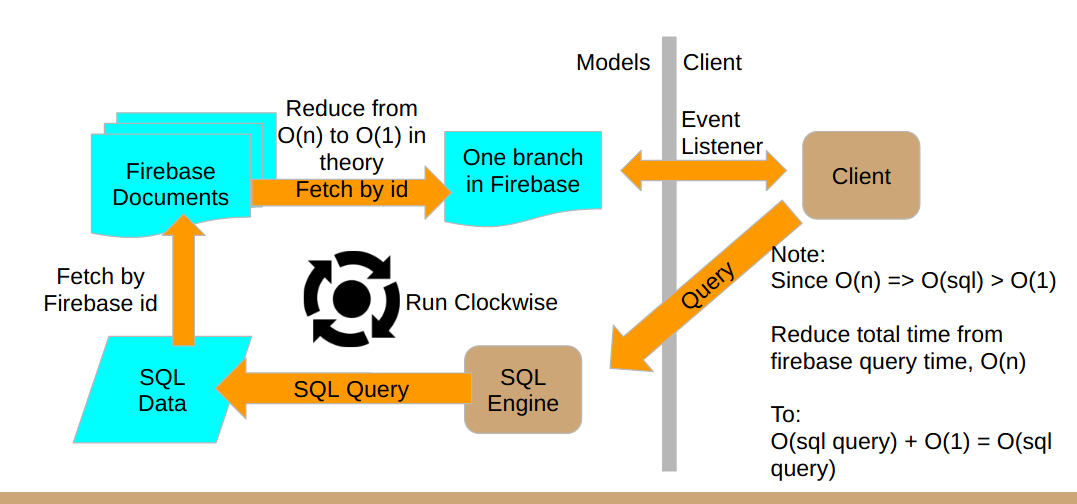 Models
Client
Reduce from
O(n) to O(1) in
theory
Fetch by id
Firebase
Documents
One branch
in Firebase
Event
Listener
Client
Fetch by
Firebase id
Run Clockwise
Query
Note:
Since O(n) => O(sql) > O(1)
Reduce total time from
firebase query time, O(n)
To:
O(sql query) + O(1) = O(sql
query)
SQL
Data
SQL Query
SQL
Engine